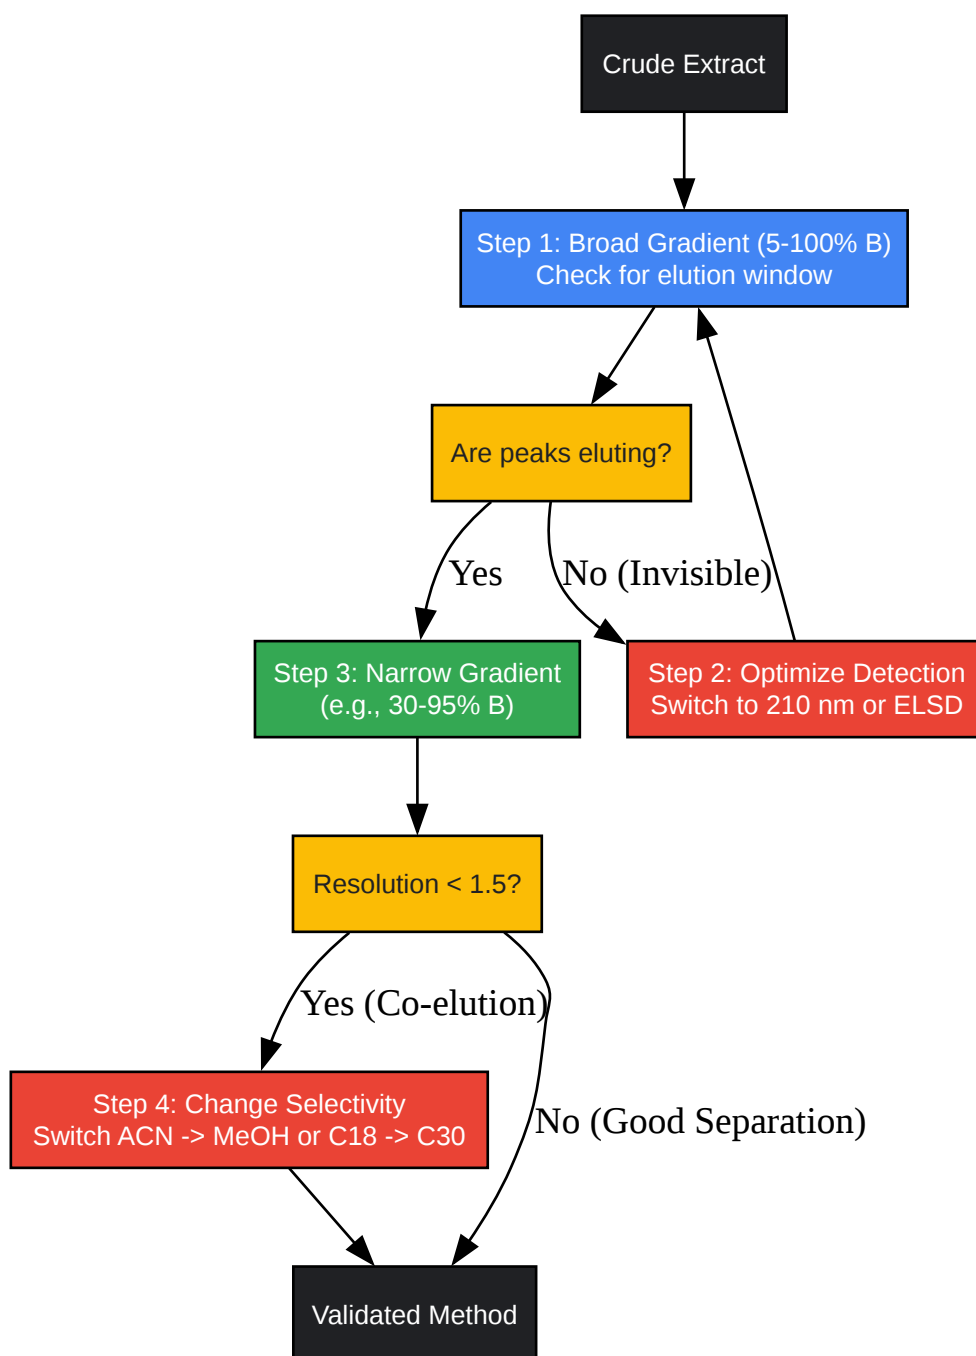 Crude Extract
Step 1: Broad Gradient (5-100% B)
Check for elution window
Are peaks eluting?
Yes
No (Invisible)
Step 3: Narrow Gradient
(e.g., 30-95% B)
Step 2: Optimize Detection
Switch to 210 nm or ELSD
Resolution < 1.5?
Yes (Co-elution)
No (Good Separation)
Step 4: Change Selectivity
Switch ACN -> MeOH or C18 -> C30
Validated Method